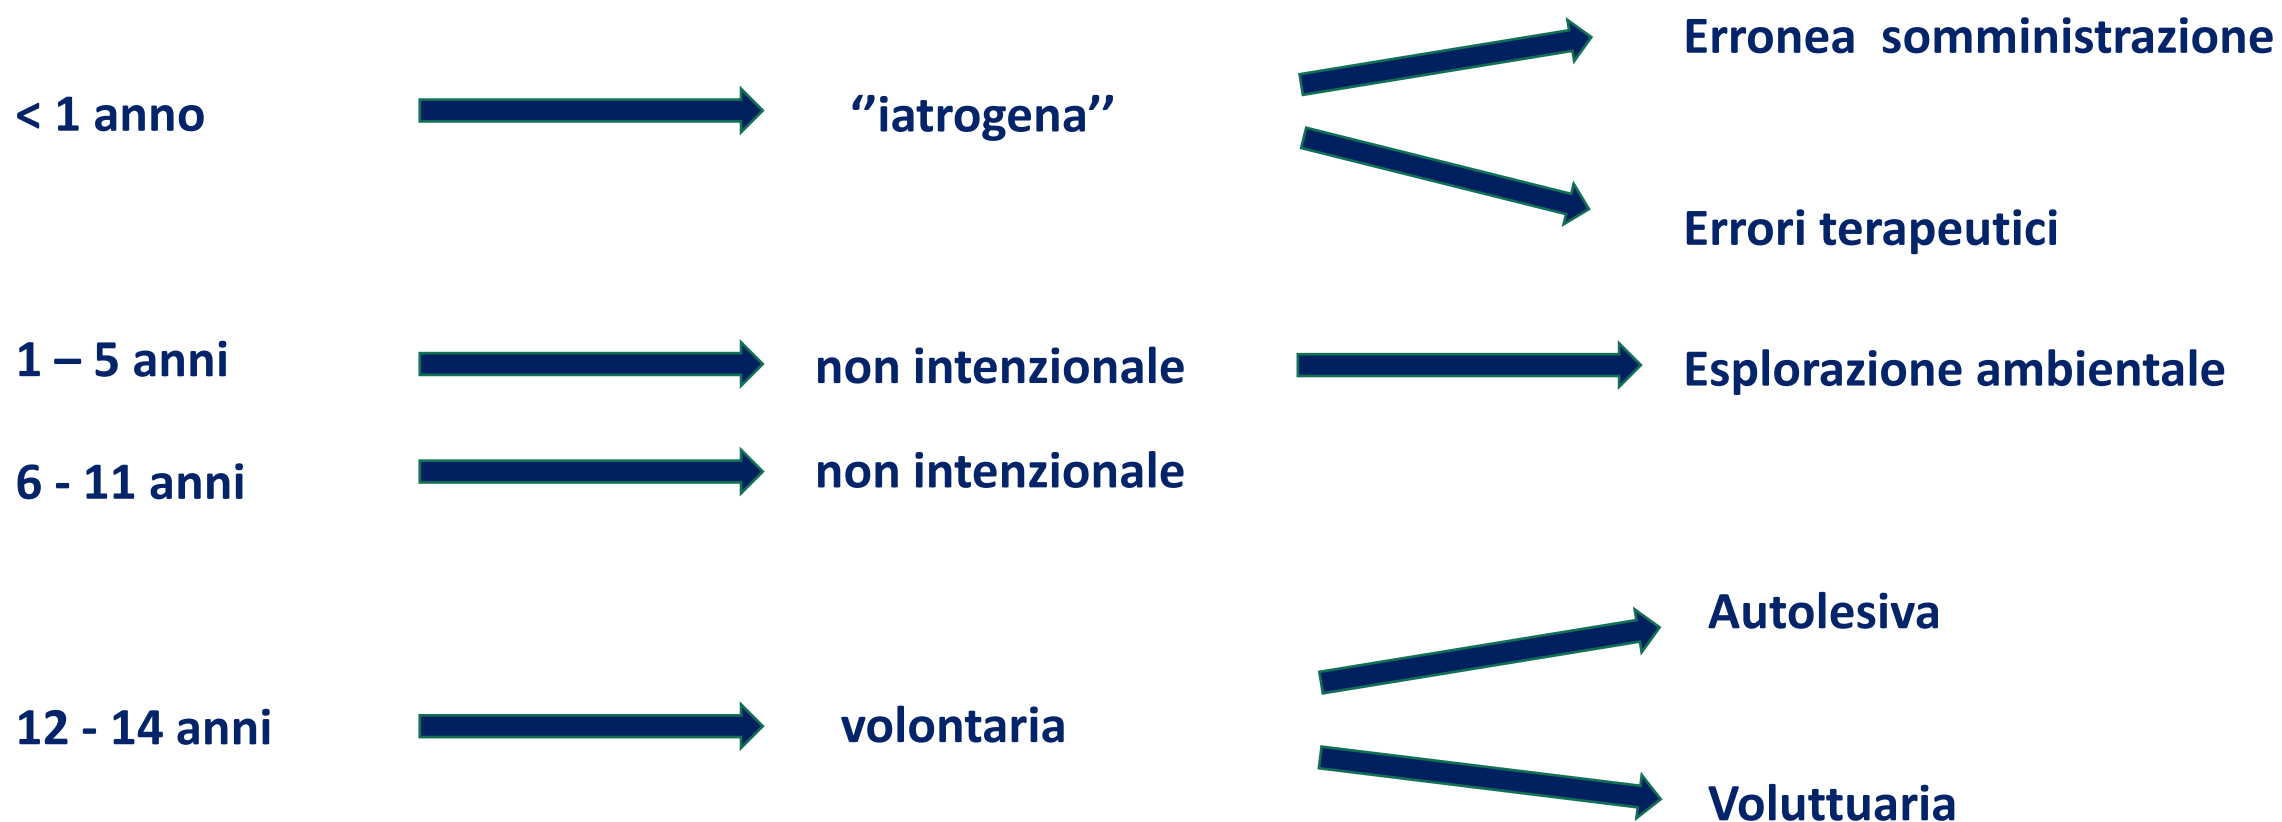 < 1 anno
‘’iatrogena’’
Erronea  somministrazione
Errori terapeutici
1 – 5 anni
non intenzionale
Esplorazione ambientale
6 - 11 anni
non intenzionale
12 - 14 anni
volontaria
Autolesiva
Voluttuaria